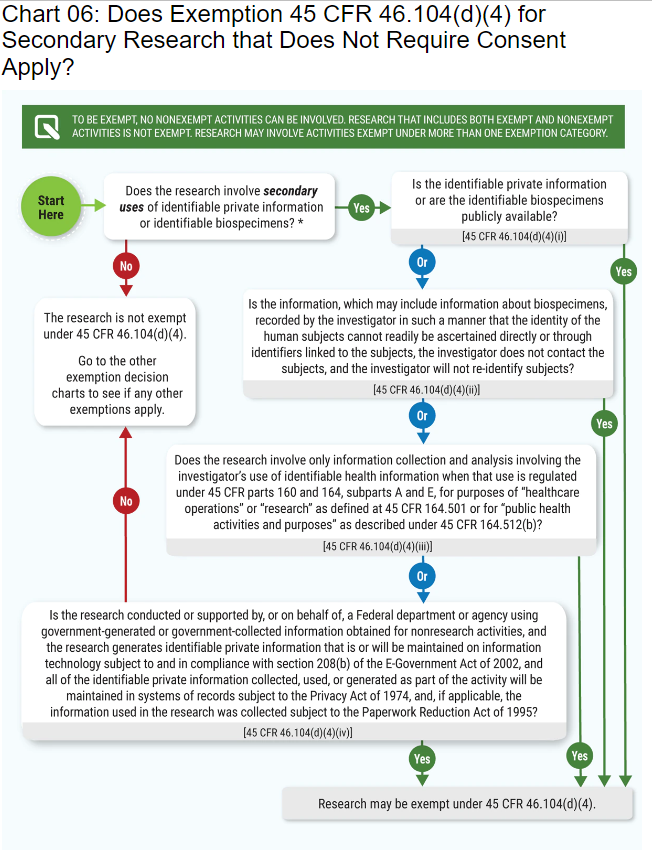 Chart 06: Does Exemption 45 CFR 46.104(d)(4) for
Secondary Research that Does Not Require Consent
Apply?
TO BE EXEMPT, NO NONEXEMPT ACTIVITIES CAN BE INVOLVED. RESEARCH THAT INCLUDES BOTH EXEMPT AND NONEXEMPT
ACTIVITIES IS NOT EXEMPT. RESEARCH MAY INVOLVE ACTIVITIES EXEMPT UNDER MORE THAN ONE EXEMPTION CATEGORY.
Start
Here
Does the research involve secondary
uses of identifiable private information
or identifiable biospecimens? *
Yes
Is the identifiable private information
or are the identifiable biospecimens
publicly available?
[45 CFR 46.104(d)(4)(i)]
No
Or
Yes
The research is not exempt
under 45 CFR 46.104(d)(4).
Go to the other
exemption decision
charts to see if any other
exemptions apply.
Is the information, which may include information about biospecimens,
recorded by the investigator in such a manner that the identity of the
human subjects cannot readily be ascertained directly or through
identifiers linked to the subjects, the investigator does not contact the
subjects, and the investigator will not re-identify subjects?
[45 CFR 46.104(d)(4)(ii)]
Or
Yes
Does the research involve only information collection and analysis involving the
investigator's use of identifiable health information when that use is regulated
under 45 CFR parts 160 and 164, subparts A and E, for purposes of “healthcare
operations” or “research” as defined at 45 CFR 164.501 or for “public health
activities and purposes” as described under 45 CFR 164.512(b)?
[45 CFR 46.104(d)(4)(iii)]
No
Or
Is the research conducted or supported by, or on behalf of, a Federal department or agency using
government-generated or government-collected information obtained for nonresearch activities, and
the research generates identifiable private information that is or will be maintained on information
technology subject to and in compliance with section 208(b) of the E-Government Act of 2002, and
all of the identifiable private information collected, used, or generated as part of the activity will be
maintained in systems of records subject to the Privacy Act of 1974, and, if applicable, the
information used in the research was collected subject to the Paperwork Reduction Act of 1995?
[45 CFR 46.104(d)(4)(iv)]
Yes
Yes
Research may be exempt under 45 CFR 46.104(d)(4).